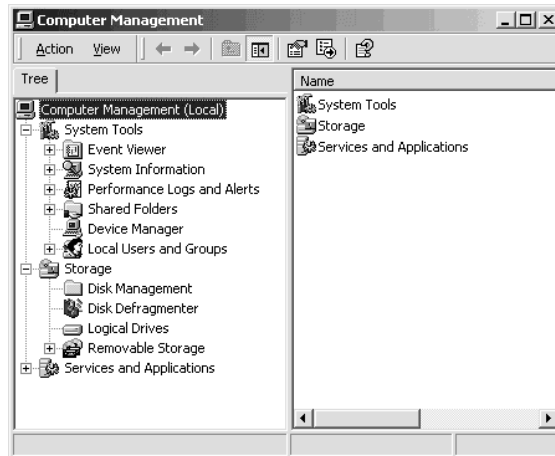 Computer Management
Action View
Tree
Computer Management (Local)
System Tools
Event Viewer
System Information
Performance Logs and Alerts
Shared Folders
Device Manager
Local Users and Groups
Storage
Disk Management
Disk Defragmenter
Logical Drives
Removable Storage
Services and Applications
Name
System Tools
Storage
Services and Applications